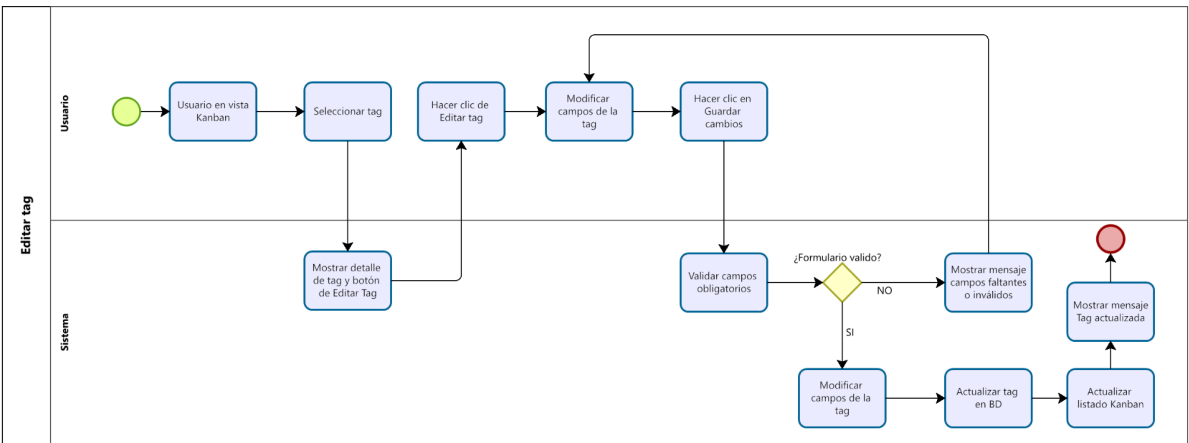 Editar tag
Usuario
Usuario en vista
Kanban
Seleccionar tag
Hacer clic de
Editar tag
Modificar
campos de la
tag
Hacer clic en
Guardar
cambios
Sistema
Mostrar detalle
de tag y botón
de Editar Tag
Validar campos
obligatorios
¿Formulario valido?
NO
Mostrar mensaje
campos faltantes
o inválidos
SI
Modificar
campos de la
tag
Actualizar tag
en BD
Actualizar
listado Kanban
Mostrar mensaje
Tag actualizada